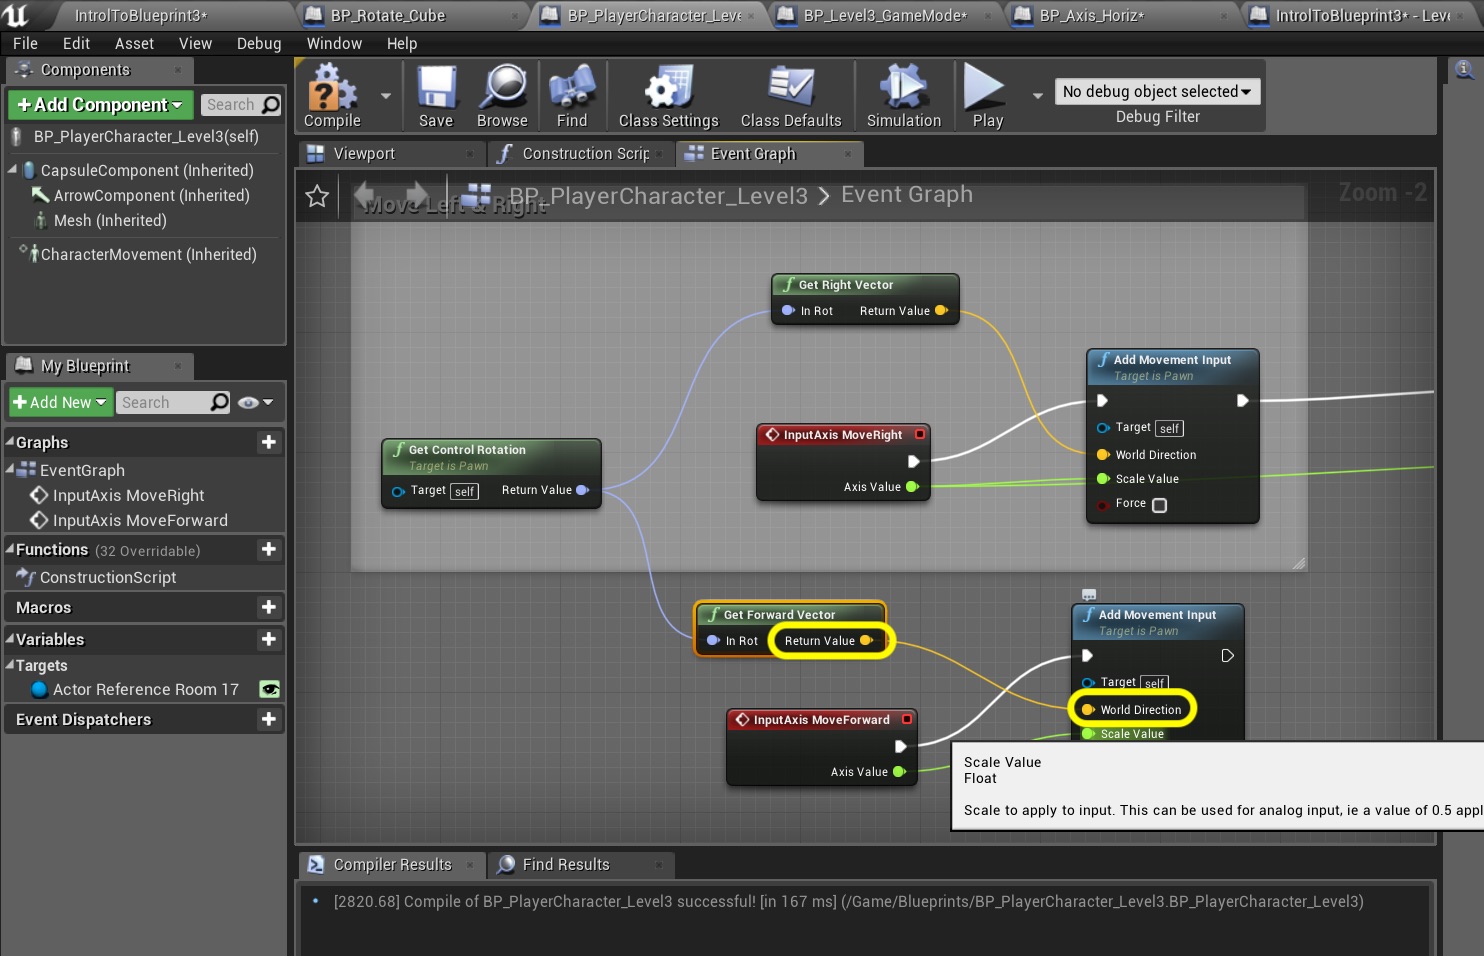 IntrolToBlueprint3*
BP_Rotate_Cube
BP_PlayerCharacter_Leve
BP_Level3_GameMode*
BP_Axis_Horiz*
IntrolToBlueprint3* - Leve
File Edit Asset View Debug Window Help
Components
+Add Component
Search
BP_PlayerCharacter_Level3(self)
CapsuleComponent (Inherited)
ArrowComponent (Inherited)
Mesh (Inherited)
CharacterMovement (Inherited)
Compile
Save
Browse
Find
Class Settings
Class Defaults
Simulation
Play
No debug object selected
Debug Filter
Viewport
Construction Scrip
Event Graph
BP_PlayerCharacter_Level3 > Event Graph
Zoom -2
Move Left & Right
Get Right Vector
In Rot Return Value
Add Movement Input
Target is Pawn
Target self
World Direction
Scale Value
Force
InputAxis MoveRight
Axis Value
Get Control Rotation
Target is Pawn
Target self Return Value
Get Forward Vector
In Rot Return Value
Add Movement Input
Target is Pawn
Target self
World Direction
Scale Value
InputAxis MoveForward
Axis Value
Scale Value
Float
Scale to apply to input. This can be used for analog input, ie a value of 0.5 appl
My Blueprint
+Add New
Search
Graphs
EventGraph
InputAxis MoveRight
InputAxis MoveForward
Functions (32 Overridable)
ConstructionScript
Macros
Variables
Targets
Actor Reference Room 17
Event Dispatchers
Compiler Results
Find Results
[2820.68] Compile of BP_PlayerCharacter_Level3 successful! [in 167 ms] (/Game/Blueprints/BP_PlayerCharacter_Level3.BP_PlayerCharacter_Level3)